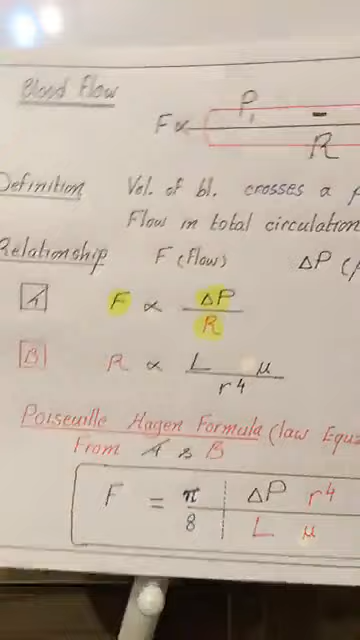 Blood Flow
P1
F ∝
R
Definition Vol. of bl. crosses a
Flow in total circulation
Relationship F (Flow) ΔP (
A F ∝ ΔP / R
B R ∝ L μ / r⁴
Poiseuille Hagen Formula (law Equa
From A & B
F = π/8 ΔP r⁴ / L μ